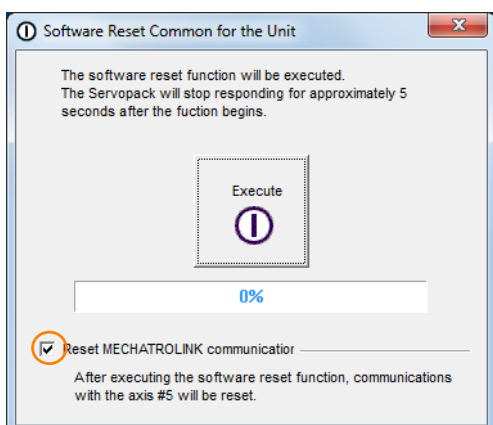 Software Reset Common for the Unit
The software reset function will be executed.
The Servopack will stop responding for approximately 5
seconds after the fuction begins.
Execute
0%
Reset MECHATROLINK communicatior
After executing the software reset function, communications
with the axis #5 will be reset.